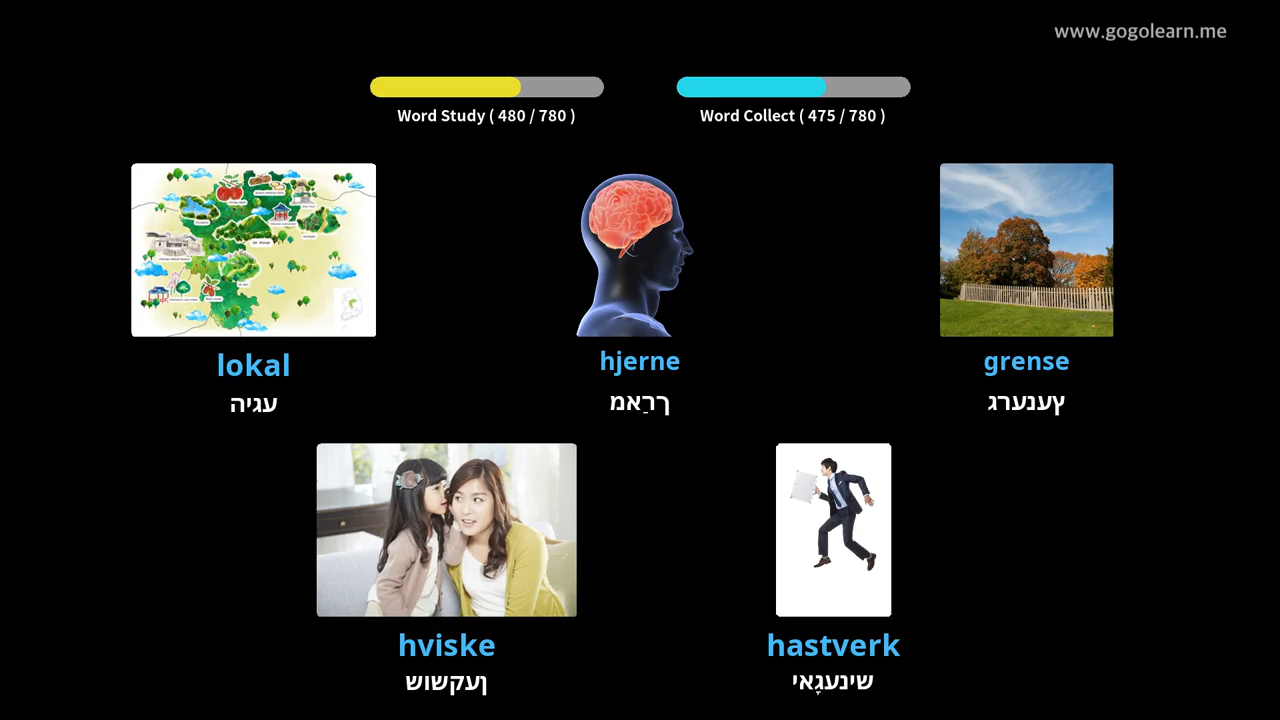 www.gogolearn.me
Word Study ( 480 / 780 )
Word Collect ( 475 / 780 )
lokal
עגיה
hjerne
ךרַאמ
grense
ץענערג
hviske
ןעקשוש
hastverk
שינעגָאי